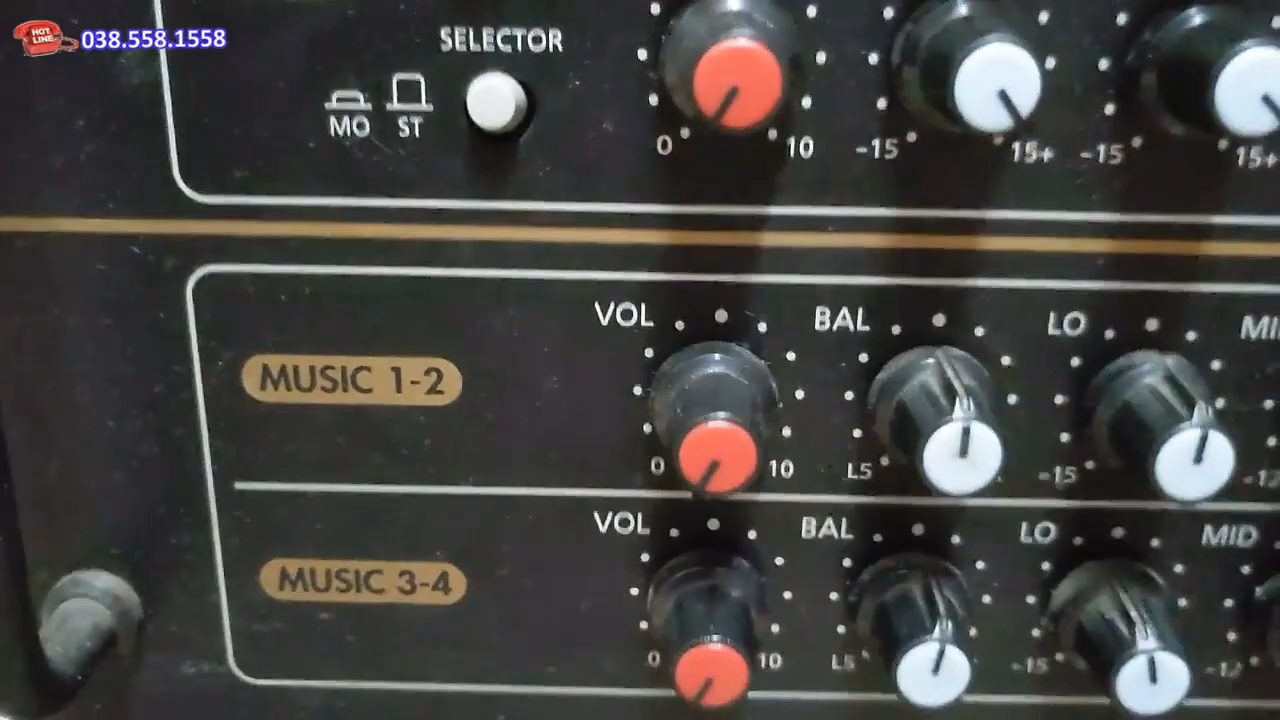 HOT LINE 038.558.1558
SELECTOR
MO ST
0 10 -15 15+ -15 15+
VOL BAL LO
MUSIC 1-2
0 10 L5 -15 -12
VOL BAL LO MID
MUSIC 3-4
0 10 L5 -15 -12